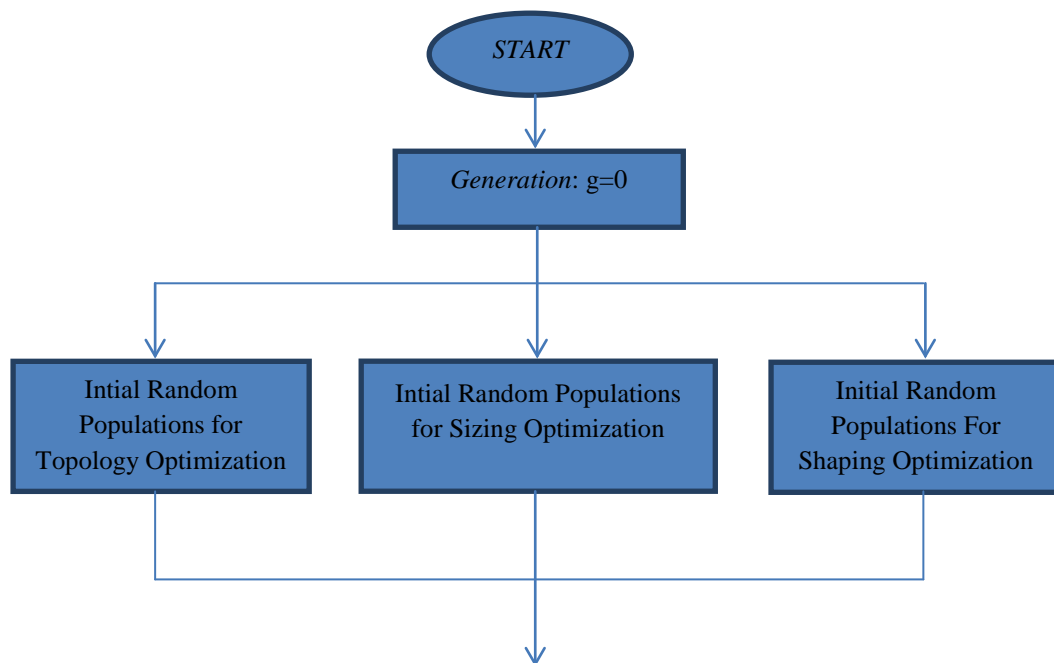 START
Generation: g=0
Intial Random
Populations for
Topology Optimization
Intial Random Populations
for Sizing Optimization
Initial Random
Populations For
Shaping Optimization